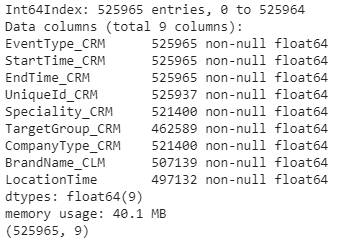 Int64Index: 525965 entries, 0 to 525964
Data columns (total 9 columns):
EventType_CRM      525965 non-null float64
StartTime_CRM      525965 non-null float64
EndTime_CRM        525965 non-null float64
UniqueId_CRM       525937 non-null float64
Speciality_CRM     521400 non-null float64
TargetGroup_CRM    462589 non-null float64
CompanyType_CRM    521400 non-null float64
BrandName_CLM      507139 non-null float64
LocationTime       497132 non-null float64
dtypes: float64(9)
memory usage: 40.1 MB
(525965, 9)